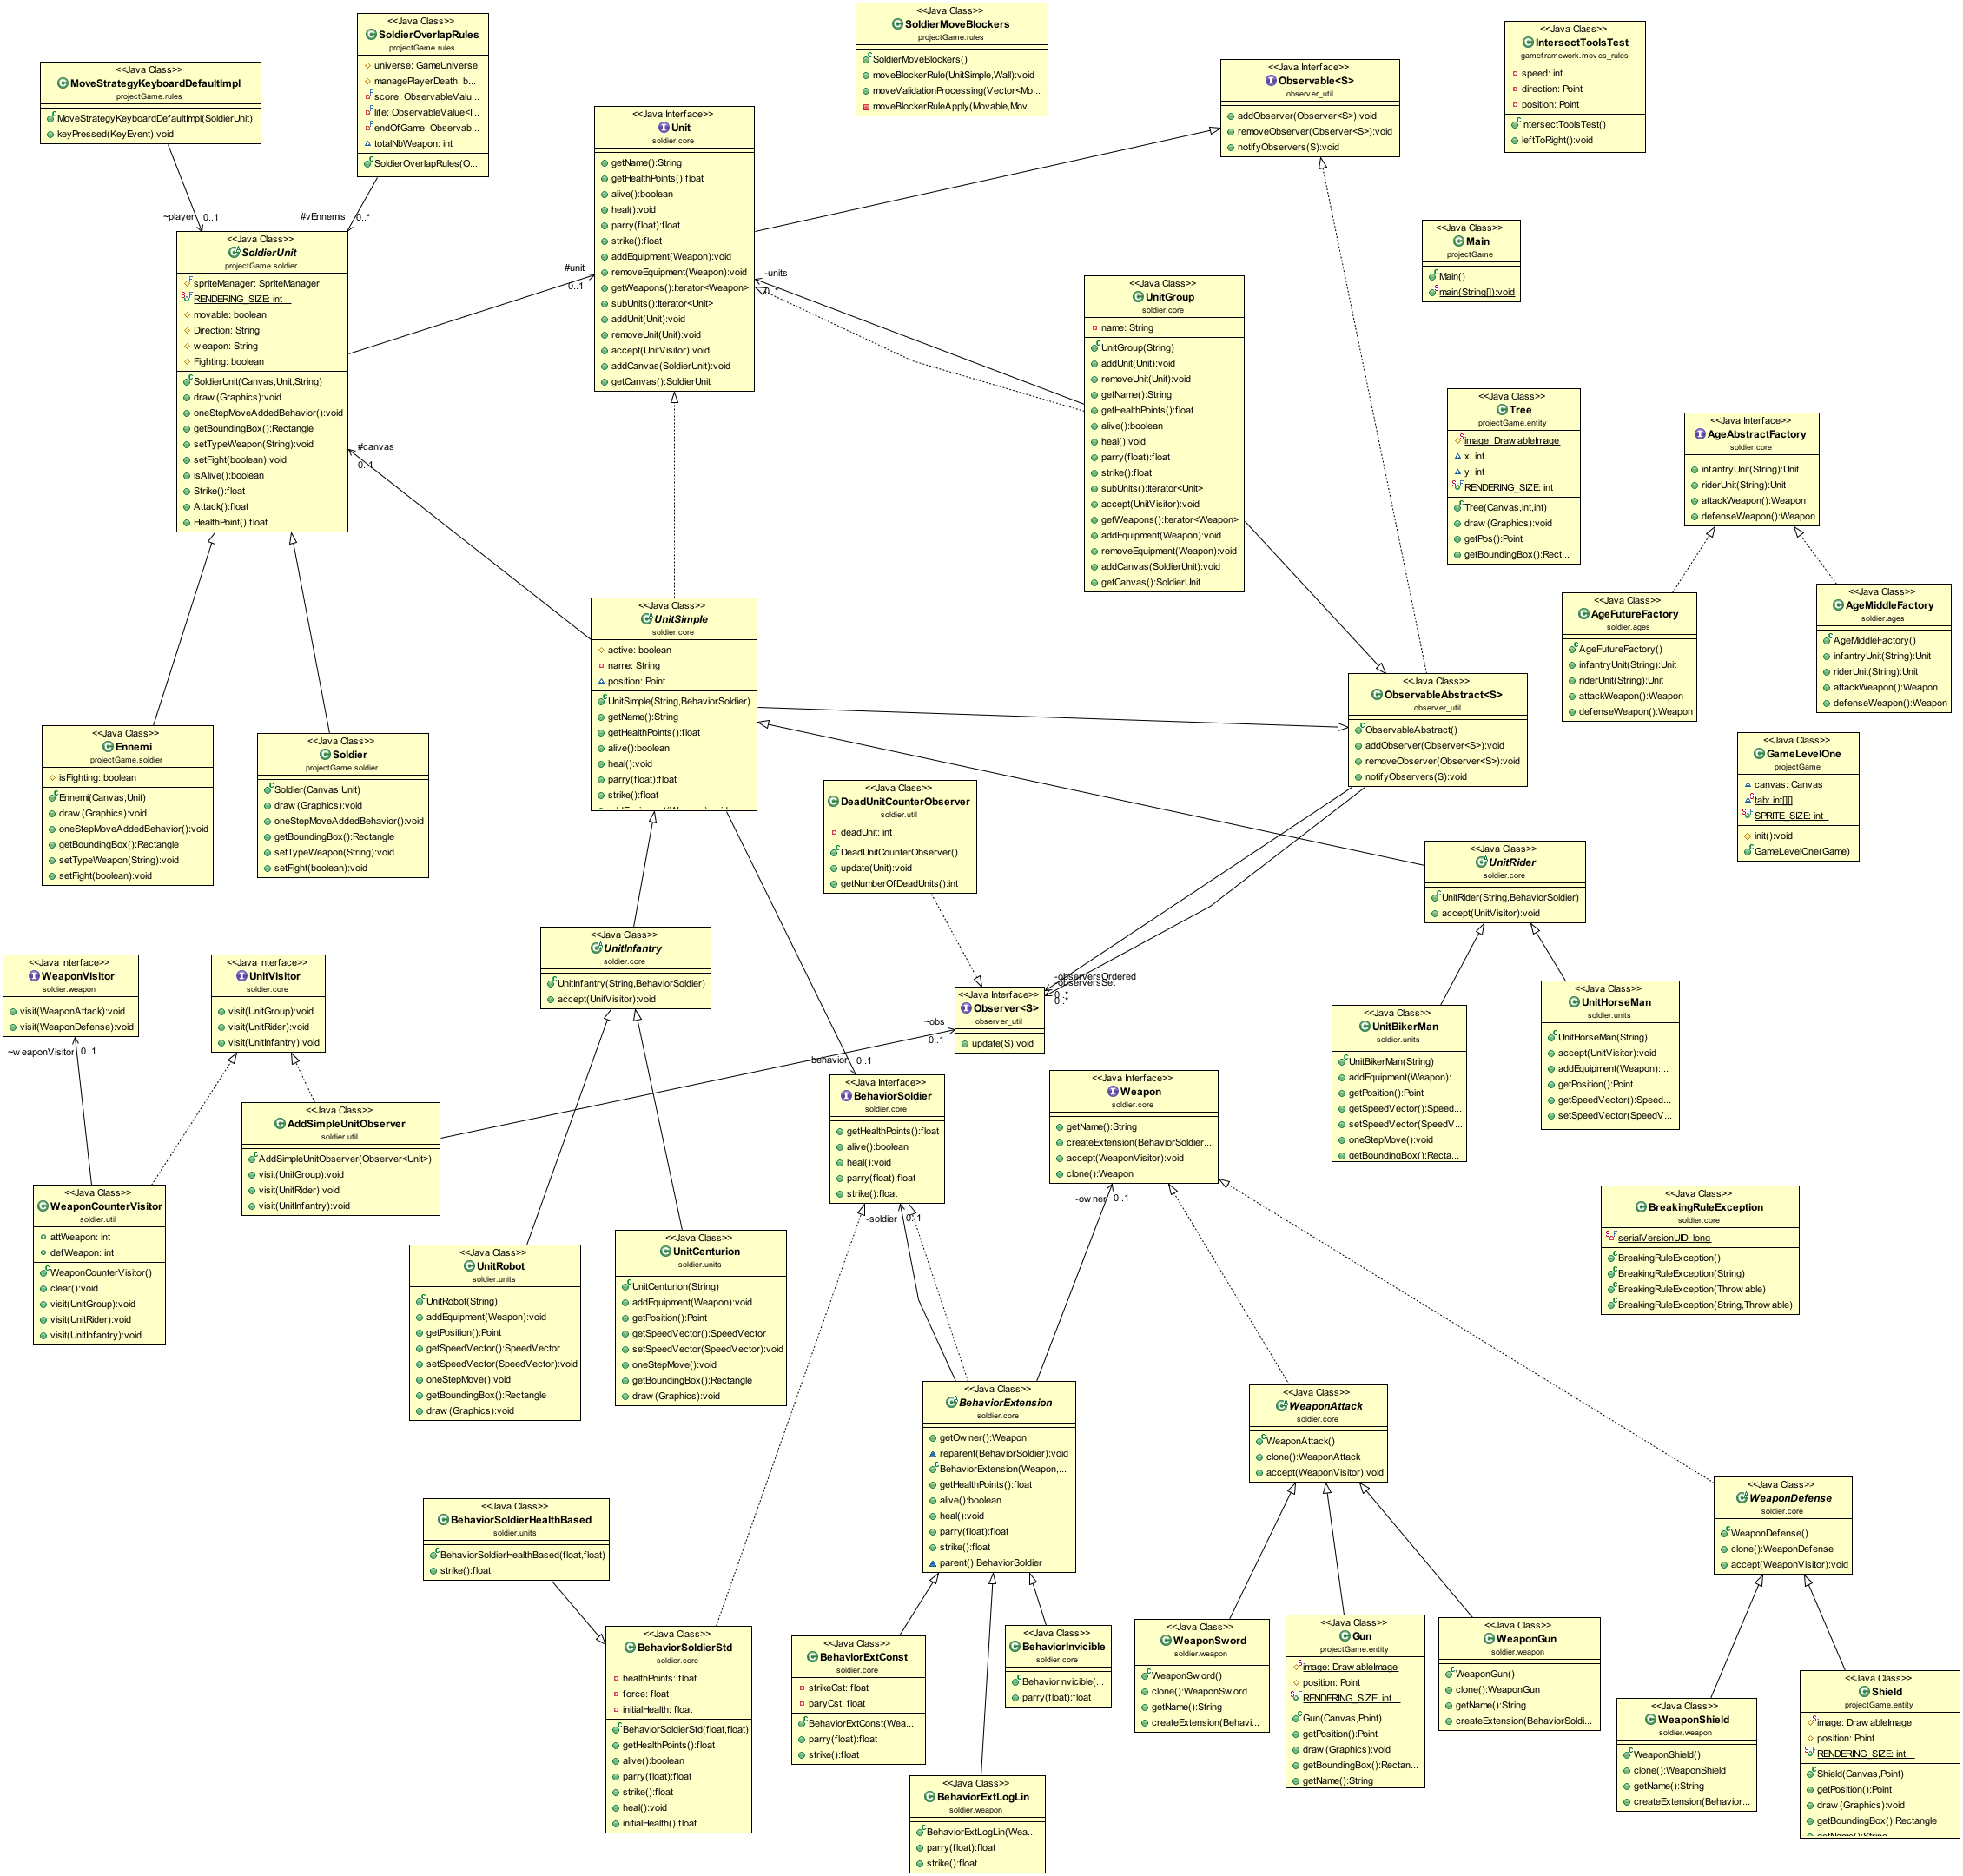 <<Java Class>>
MoveStrategyKeyboardDefaultImpl
projectGame.rules
MoveStrategyKeyboardDefaultImpl(SoldierUnit)
keyPressed(KeyEvent):void
<<Java Class>>
SoldierOverlapRules
projectGame.rules
universe: GameUniverse
managePlayerDeath: b...
score: ObservableValu...
life: ObservableValue<I...
endOfGame: Observab...
totalNbWeapon: int
SoldierOverlapRules(O...
<<Java Class>>
SoldierMoveBlockers
projectGame.rules
SoldierMoveBlockers()
moveBlockerRule(UnitSimple,Wall):void
moveValidationProcessing(Vector<Mo...
moveBlockerRuleApply(Movable,Mov...
<<Java Class>>
IntersectToolsTest
gameframework.moves_rules
speed: int
direction: Point
position: Point
IntersectToolsTest()
leftToRight():void
<<Java Interface>>
Observable<S>
observer_util
addObserver(Observer<S>):void
removeObserver(Observer<S>):void
notifyObservers(S):void
<<Java Interface>>
Unit
soldier.core
getName():String
getHealthPoints():float
alive():boolean
heal():void
parry(float):float
strike():float
addEquipment(Weapon):void
removeEquipment(Weapon):void
getWeapons():Iterator<Weapon>
subUnits():Iterator<Unit>
addUnit(Unit):void
removeUnit(Unit):void
accept(UnitVisitor):void
addCanvas(SoldierUnit):void
getCanvas():SoldierUnit
~player
0..1
#vEnnemis
0..*
<<Java Class>>
SoldierUnit
projectGame.soldier
spriteManager: SpriteManager
RENDERING_SIZE: int
movable: boolean
Direction: String
weapon: String
Fighting: boolean
SoldierUnit(Canvas,Unit,String)
draw(Graphics):void
oneStepMoveAddedBehavior():void
getBoundingBox():Rectangle
setTypeWeapon(String):void
setFight(boolean):void
isAlive():boolean
Strike():float
Attack():float
HealthPoint():float
#unit
0..1
-units
0..*
#canvas
0..1
<<Java Class>>
Main
projectGame
Main()
main(String[]):void
<<Java Class>>
UnitGroup
soldier.core
name: String
UnitGroup(String)
addUnit(Unit):void
removeUnit(Unit):void
getName():String
getHealthPoints():float
alive():boolean
heal():void
parry(float):float
strike():float
subUnits():Iterator<Unit>
accept(UnitVisitor):void
getWeapons():Iterator<Weapon>
addEquipment(Weapon):void
removeEquipment(Weapon):void
addCanvas(SoldierUnit):void
getCanvas():SoldierUnit
<<Java Class>>
Tree
projectGame.entity
image: DrawableImage
x: int
y: int
RENDERING_SIZE: int
Tree(Canvas,int,int)
draw(Graphics):void
getPos():Point
getBoundingBox():Rect...
<<Java Interface>>
AgeAbstractFactory
soldier.core
infantryUnit(String):Unit
riderUnit(String):Unit
attackWeapon():Weapon
defenseWeapon():Weapon
<<Java Class>>
AgeFutureFactory
soldier.ages
AgeFutureFactory()
infantryUnit(String):Unit
riderUnit(String):Unit
attackWeapon():Weapon
defenseWeapon():Weapon
<<Java Class>>
AgeMiddleFactory
soldier.ages
AgeMiddleFactory()
infantryUnit(String):Unit
riderUnit(String):Unit
attackWeapon():Weapon
defenseWeapon():Weapon
<<Java Class>>
UnitSimple
soldier.core
active: boolean
name: String
position: Point
UnitSimple(String,BehaviorSoldier)
getName():String
getHealthPoints():float
alive():boolean
heal():void
parry(float):float
strike():float
<<Java Class>>
ObservableAbstract<S>
observer_util
ObservableAbstract()
addObserver(Observer<S>):void
removeObserver(Observer<S>):void
notifyObservers(S):void
<<Java Class>>
Ennemi
projectGame.soldier
isFighting: boolean
Ennemi(Canvas,Unit)
draw(Graphics):void
oneStepMoveAddedBehavior():void
getBoundingBox():Rectangle
setTypeWeapon(String):void
setFight(boolean):void
<<Java Class>>
Soldier
projectGame.soldier
Soldier(Canvas,Unit)
draw(Graphics):void
oneStepMoveAddedBehavior():void
getBoundingBox():Rectangle
setTypeWeapon(String):void
setFight(boolean):void
<<Java Class>>
GameLevelOne
projectGame
canvas: Canvas
tab: int[][]
SPRITE_SIZE: int
init():void
GameLevelOne(Game)
<<Java Class>>
DeadUnitCounterObserver
soldier.util
deadUnit: int
DeadUnitCounterObserver()
update(Unit):void
getNumberOfDeadUnits():int
<<Java Class>>
UnitRider
soldier.core
UnitRider(String,BehaviorSoldier)
accept(UnitVisitor):void
<<Java Class>>
UnitInfantry
soldier.core
UnitInfantry(String,BehaviorSoldier)
accept(UnitVisitor):void
<<Java Interface>>
WeaponVisitor
soldier.weapon
visit(WeaponAttack):void
visit(WeaponDefense):void
<<Java Interface>>
UnitVisitor
soldier.core
visit(UnitGroup):void
visit(UnitRider):void
visit(UnitInfantry):void
-observersOrdered
-observersSet
0..*
0..*
<<Java Interface>>
Observer<S>
observer_util
update(S):void
~obs
0..1
~weaponVisitor
0..1
-behavior
0..1
<<Java Class>>
UnitBikerMan
soldier.units
UnitBikerMan(String)
addEquipment(Weapon):...
getPosition():Point
getSpeedVector():Speed...
setSpeedVector(SpeedV...
oneStepMove():void
getBoundingBox():Recta...
<<Java Class>>
UnitHorseMan
soldier.units
UnitHorseMan(String)
accept(UnitVisitor):void
addEquipment(Weapon):...
getPosition():Point
getSpeedVector():Speed...
setSpeedVector(SpeedV...
<<Java Class>>
AddSimpleUnitObserver
soldier.util
AddSimpleUnitObserver(Observer<Unit>)
visit(UnitGroup):void
visit(UnitRider):void
visit(UnitInfantry):void
<<Java Interface>>
BehaviorSoldier
soldier.core
getHealthPoints():float
alive():boolean
heal():void
parry(float):float
strike():float
<<Java Interface>>
Weapon
soldier.core
getName():String
createExtension(BehaviorSoldier...
accept(WeaponVisitor):void
clone():Weapon
<<Java Class>>
WeaponCounterVisitor
soldier.util
attWeapon: int
defWeapon: int
WeaponCounterVisitor()
clear():void
visit(UnitGroup):void
visit(UnitRider):void
visit(UnitInfantry):void
-soldier
0..1
-owner
0..1
<<Java Class>>
BreakingRuleException
soldier.core
serialVersionUID: long
BreakingRuleException()
BreakingRuleException(String)
BreakingRuleException(Throwable)
BreakingRuleException(String,Throwable)
<<Java Class>>
UnitRobot
soldier.units
UnitRobot(String)
addEquipment(Weapon):void
getPosition():Point
getSpeedVector():SpeedVector
setSpeedVector(SpeedVector):void
oneStepMove():void
getBoundingBox():Rectangle
draw(Graphics):void
<<Java Class>>
UnitCenturion
soldier.units
UnitCenturion(String)
addEquipment(Weapon):void
getPosition():Point
getSpeedVector():SpeedVector
setSpeedVector(SpeedVector):void
oneStepMove():void
getBoundingBox():Rectangle
draw(Graphics):void
<<Java Class>>
BehaviorExtension
soldier.core
getOwner():Weapon
reparent(BehaviorSoldier):void
BehaviorExtension(Weapon,...
getHealthPoints():float
alive():boolean
heal():void
parry(float):float
strike():float
parent():BehaviorSoldier
<<Java Class>>
WeaponAttack
soldier.core
WeaponAttack()
clone():WeaponAttack
accept(WeaponVisitor):void
<<Java Class>>
WeaponDefense
soldier.core
WeaponDefense()
clone():WeaponDefense
accept(WeaponVisitor):void
<<Java Class>>
BehaviorSoldierHealthBased
soldier.units
BehaviorSoldierHealthBased(float,float)
strike():float
<<Java Class>>
BehaviorSoldierStd
soldier.core
healthPoints: float
force: float
initialHealth: float
BehaviorSoldierStd(float,float)
getHealthPoints():float
alive():boolean
parry(float):float
strike():float
heal():void
initialHealth():float
<<Java Class>>
BehaviorExtConst
soldier.core
strikeCst: float
paryCst: float
BehaviorExtConst(Wea...
parry(float):float
strike():float
<<Java Class>>
BehaviorInvicible
soldier.core
BehaviorInvicible(...
parry(float):float
<<Java Class>>
BehaviorExtLogLin
soldier.weapon
BehaviorExtLogLin(Wea...
parry(float):float
strike():float
<<Java Class>>
WeaponSword
soldier.weapon
WeaponSword()
clone():WeaponSword
getName():String
createExtension(Behavi...
<<Java Class>>
Gun
projectGame.entity
image: DrawableImage
position: Point
RENDERING_SIZE: int
Gun(Canvas,Point)
getPosition():Point
draw(Graphics):void
getBoundingBox():Rectan...
getName():String
<<Java Class>>
WeaponGun
soldier.weapon
WeaponGun()
clone():WeaponGun
getName():String
createExtension(BehaviorSoldi...
<<Java Class>>
WeaponShield
soldier.weapon
WeaponShield()
clone():WeaponShield
getName():String
createExtension(Behavior...
<<Java Class>>
Shield
projectGame.entity
image: DrawableImage
position: Point
RENDERING_SIZE: int
Shield(Canvas,Point)
getPosition():Point
draw(Graphics):void
getBoundingBox():Rectangle